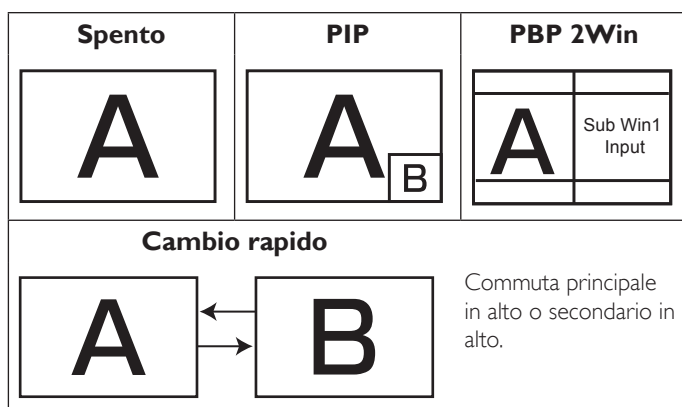 Spento
PIP
PBP 2Win
A
A
B
A
Sub Win1
Input
Cambio rapido
A
B
Commuta principale
in alto o secondario in
alto.